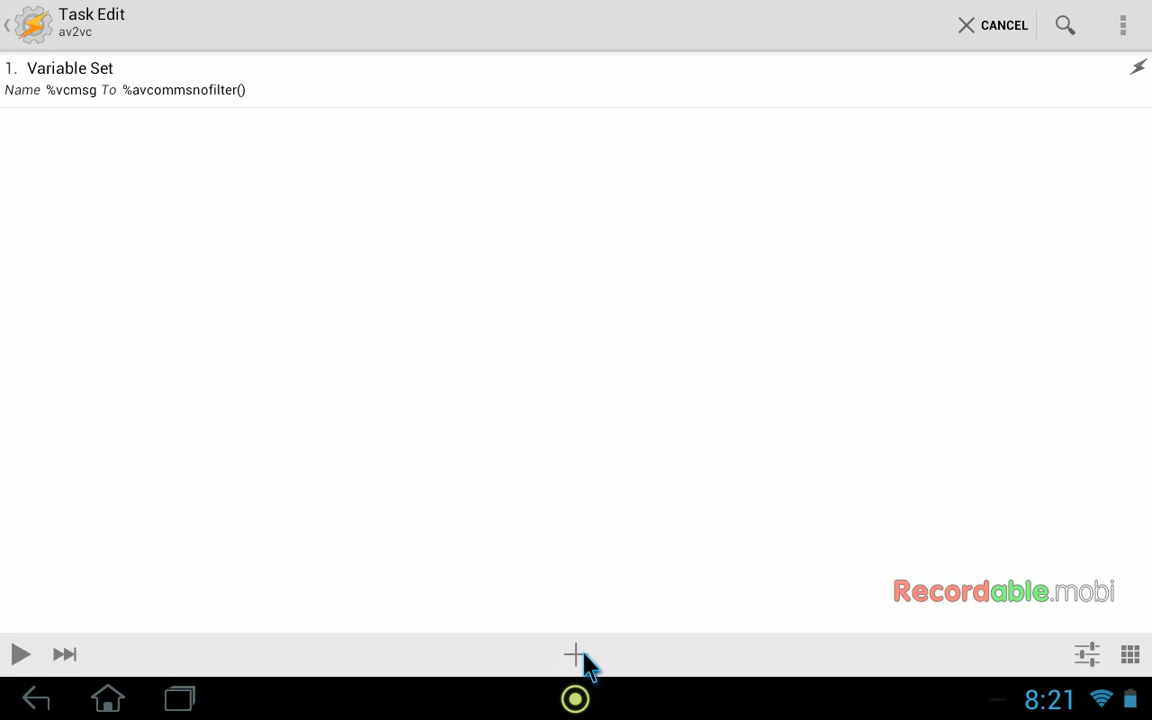 Task Edit
av2vc
CANCEL
1. Variable Set
Name %vcmsg To %avcommsnofilter()
Recordable.mobi
8:21